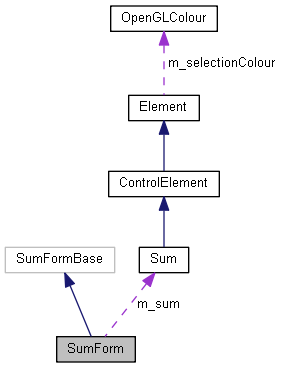 OpenGLColour
m_selectionColour
Element
ControlElement
SumFormBase
Sum
m_sum
SumForm